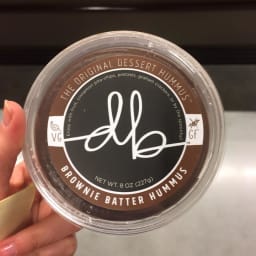 THE ORIGINAL DESSERT HUMMUS
db
VG
GF
NET WT. 8 OZ (227g)
BROWNIE BATTER HUMMUS